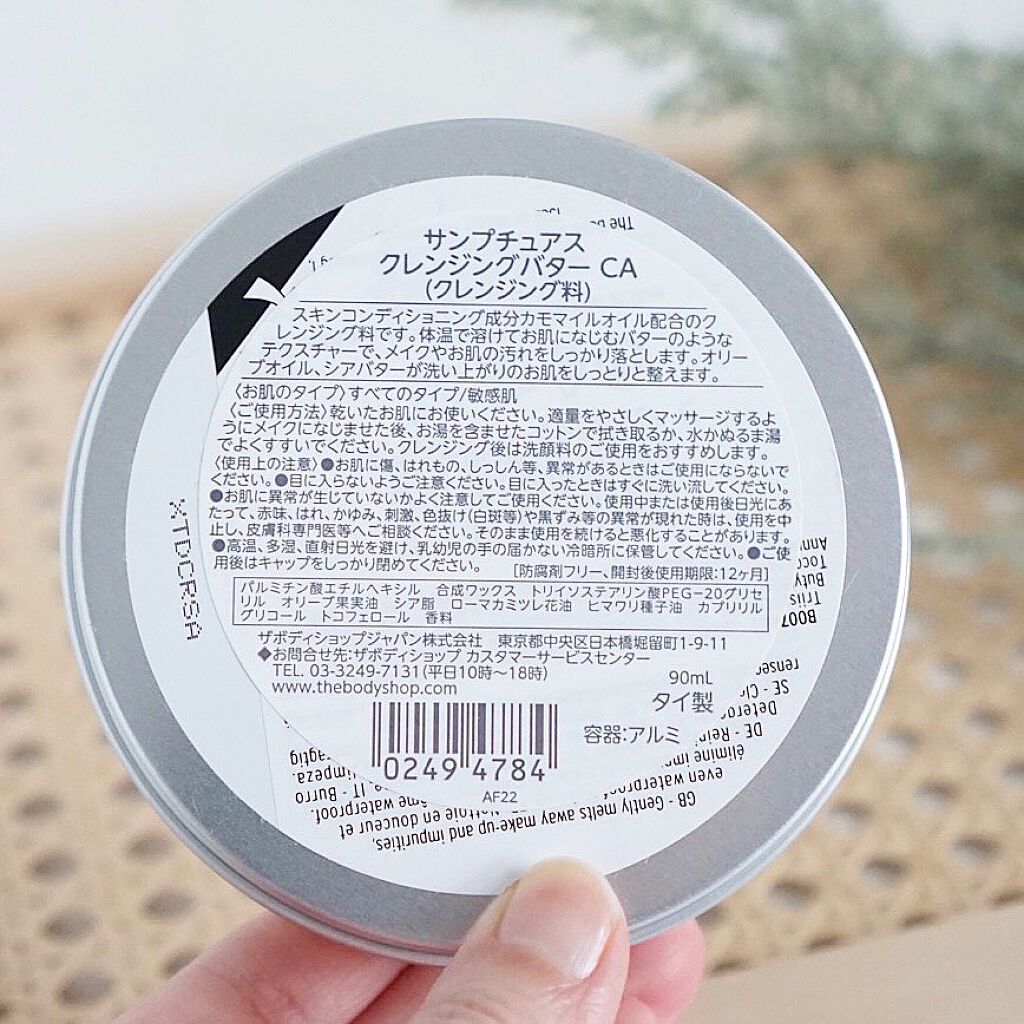 サンプチュアス
クレンジングバター CA
(クレンジング料)
スキンコンディショニング成分カモマイルオイル配合のク
レンジング料です。体温で溶けてお肌になじむバターのような
テクスチャーで、メイクやお肌の汚れをしっかり落とします。オリー
ブオイル、シアバターが洗い上がりのお肌をしっとりと整えます。
〈お肌のタイプ〉すべてのタイプ/敏感肌
〈ご使用方法〉乾いたお肌にお使いください。適量をやさしくマッサージするよ
うにメイクになじませた後、お湯を含ませたコットンで拭き取るか、水かぬるま湯
でよくすすいでください。クレンジング後は洗顔料のご使用をおすすめします。
〈使用上の注意〉●お肌に傷、はれもの、しっしん等、異常があるときはご使用にならないで
ください。●目に入らないようご注意ください。目に入ったときはすぐに洗い流してください。
●お肌に異常が生じていないかよく注意してご使用ください。使用中または使用後日光にあ
たって、赤味、はれ、かゆみ、刺激、色抜け(白斑等)や黒ずみ等の異常が現れた時は、使用を中
止し、皮膚科専門医等へご相談ください。そのまま使用を続けると悪化することがあります。
●高温、多湿、直射日光を避け、乳幼児の手の届かない冷暗所に保管してください。●ご使
用後はキャップをしっかり閉めてください。 [防腐剤フリー、開封後使用期限:12ヶ月]
パルミチン酸エチルヘキシル 合成ワックス トリイソステアリン酸PEG-20グリセ
リル オリーブ果実油 シア脂 ローマカミツレ花油 ヒマワリ種子油 カプリリル
グリコール トコフェロール 香料
ザボディショップジャパン株式会社 東京都中央区日本橋堀留町1-9-11
◆お問合せ先:ザボディショップ カスタマーサービスセンター
TEL. 03-3249-7131(平日10時〜18時)
www.thebodyshop.com
90mL
タイ製
容器:アルミ
0249 4784
AF22
XTDCRSA
The
B007
Triis
Buty
Toco
SE - Cl
Deterg
DE - Rein
élimine im
even waterproof
GB - Gently melts away make-up and impurities,
Nettoie en douceur et
ême waterproof.
IT - Burro
limpeza.